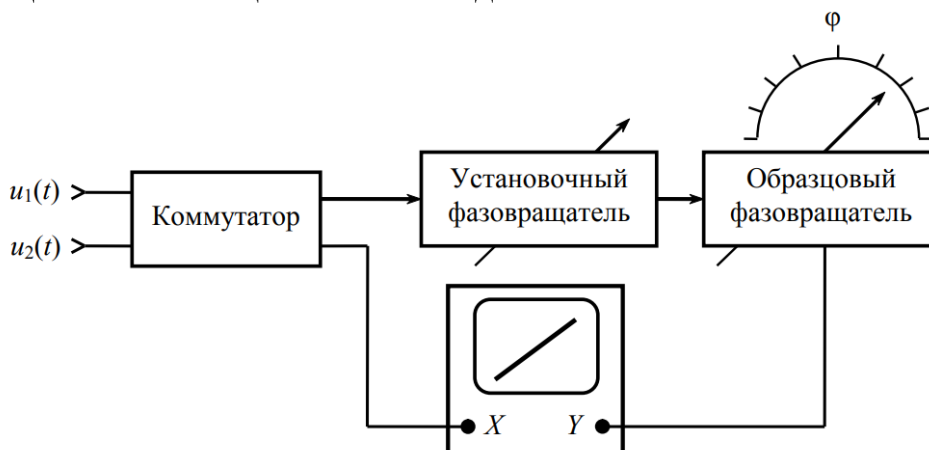 φ
u₁(t)
u₂(t)
Коммутатор
Установочный
фазовращатель
Образцовый
фазовращатель
X
Y